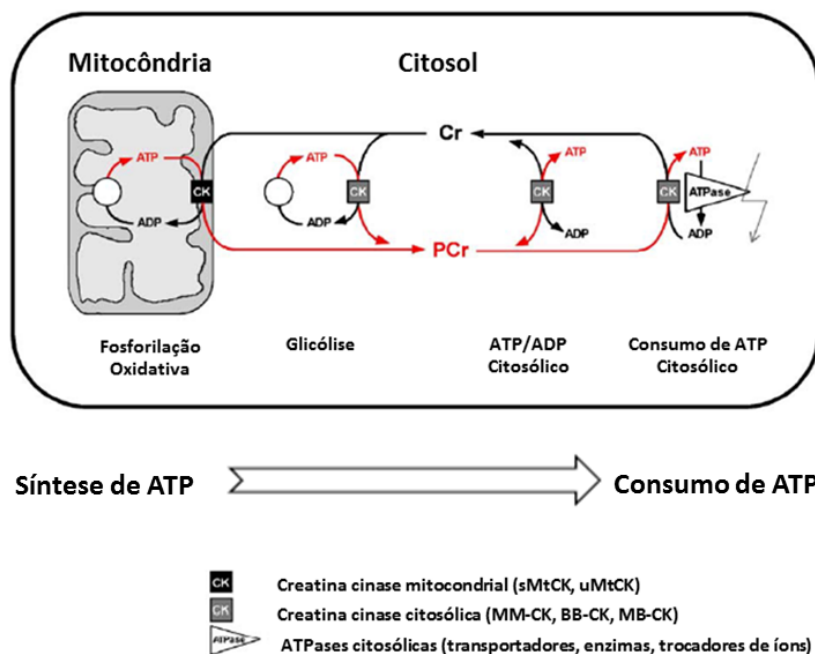 Mitocôndria
Citosol
Cr
ATP
CK
ADP
ATP
CK
ADP
ATP
CK
ADP
ATP
CK
ATPase
ADP
PCr
Fosforilação
Oxidativa
Glicólise
ATP/ADP
Citosólico
Consumo de ATP
Citosólico
Síntese de ATP
Consumo de ATP
CK Creatina cinase mitocondrial (sMtCK, uMtCK)
CK Creatina cinase citosólica (MM-CK, BB-CK, MB-CK)
ATPase ATPases citosólicas (transportadores, enzimas, trocadores de íons)